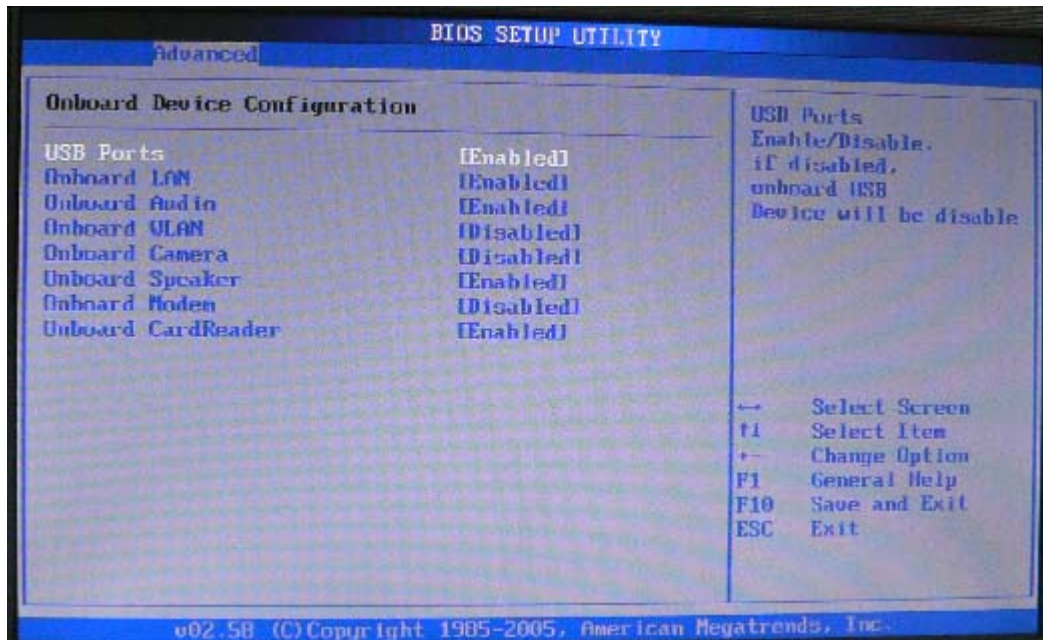 BIOS SETUP UTILITY
Advanced
Onboard Device Configuration
USB Ports [Enabled]
Onboard LAN [Enabled]
Onboard Audio [Enabled]
Onboard WLAN [Disabled]
Onboard Camera [Disabled]
Onboard Speaker [Enabled]
Onboard Modem [Disabled]
Onboard CardReader [Enabled]
USB Ports
Enable/Disable.
if disabled,
onboard USB
Device will be disable
←→ Select Screen
↑↓ Select Item
+- Change Option
F1 General Help
F10 Save and Exit
ESC Exit
v02.58 (C)Copyright 1985-2005, American Megatrends, Inc.